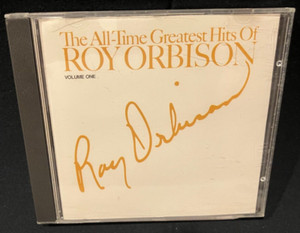 The All-Time Greatest Hits Of
ROY ORBISON
VOLUME ONE
Roy Orbison